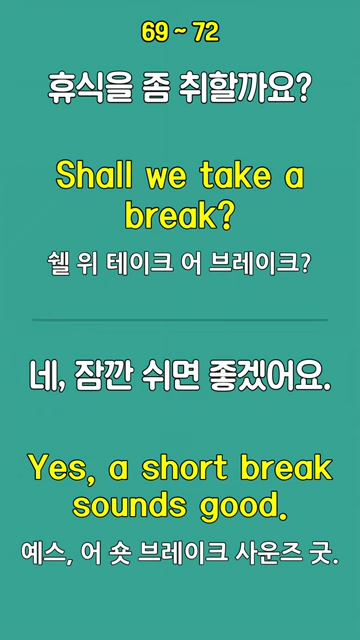 69 ~ 72
휴식을 좀 취할까요?
Shall we take a
break?
쉘 위 테이크 어 브레이크?
네, 잠깐 쉬면 좋겠어요.
Yes, a short break
sounds good.
예스, 어 숏 브레이크 사운즈 굿.